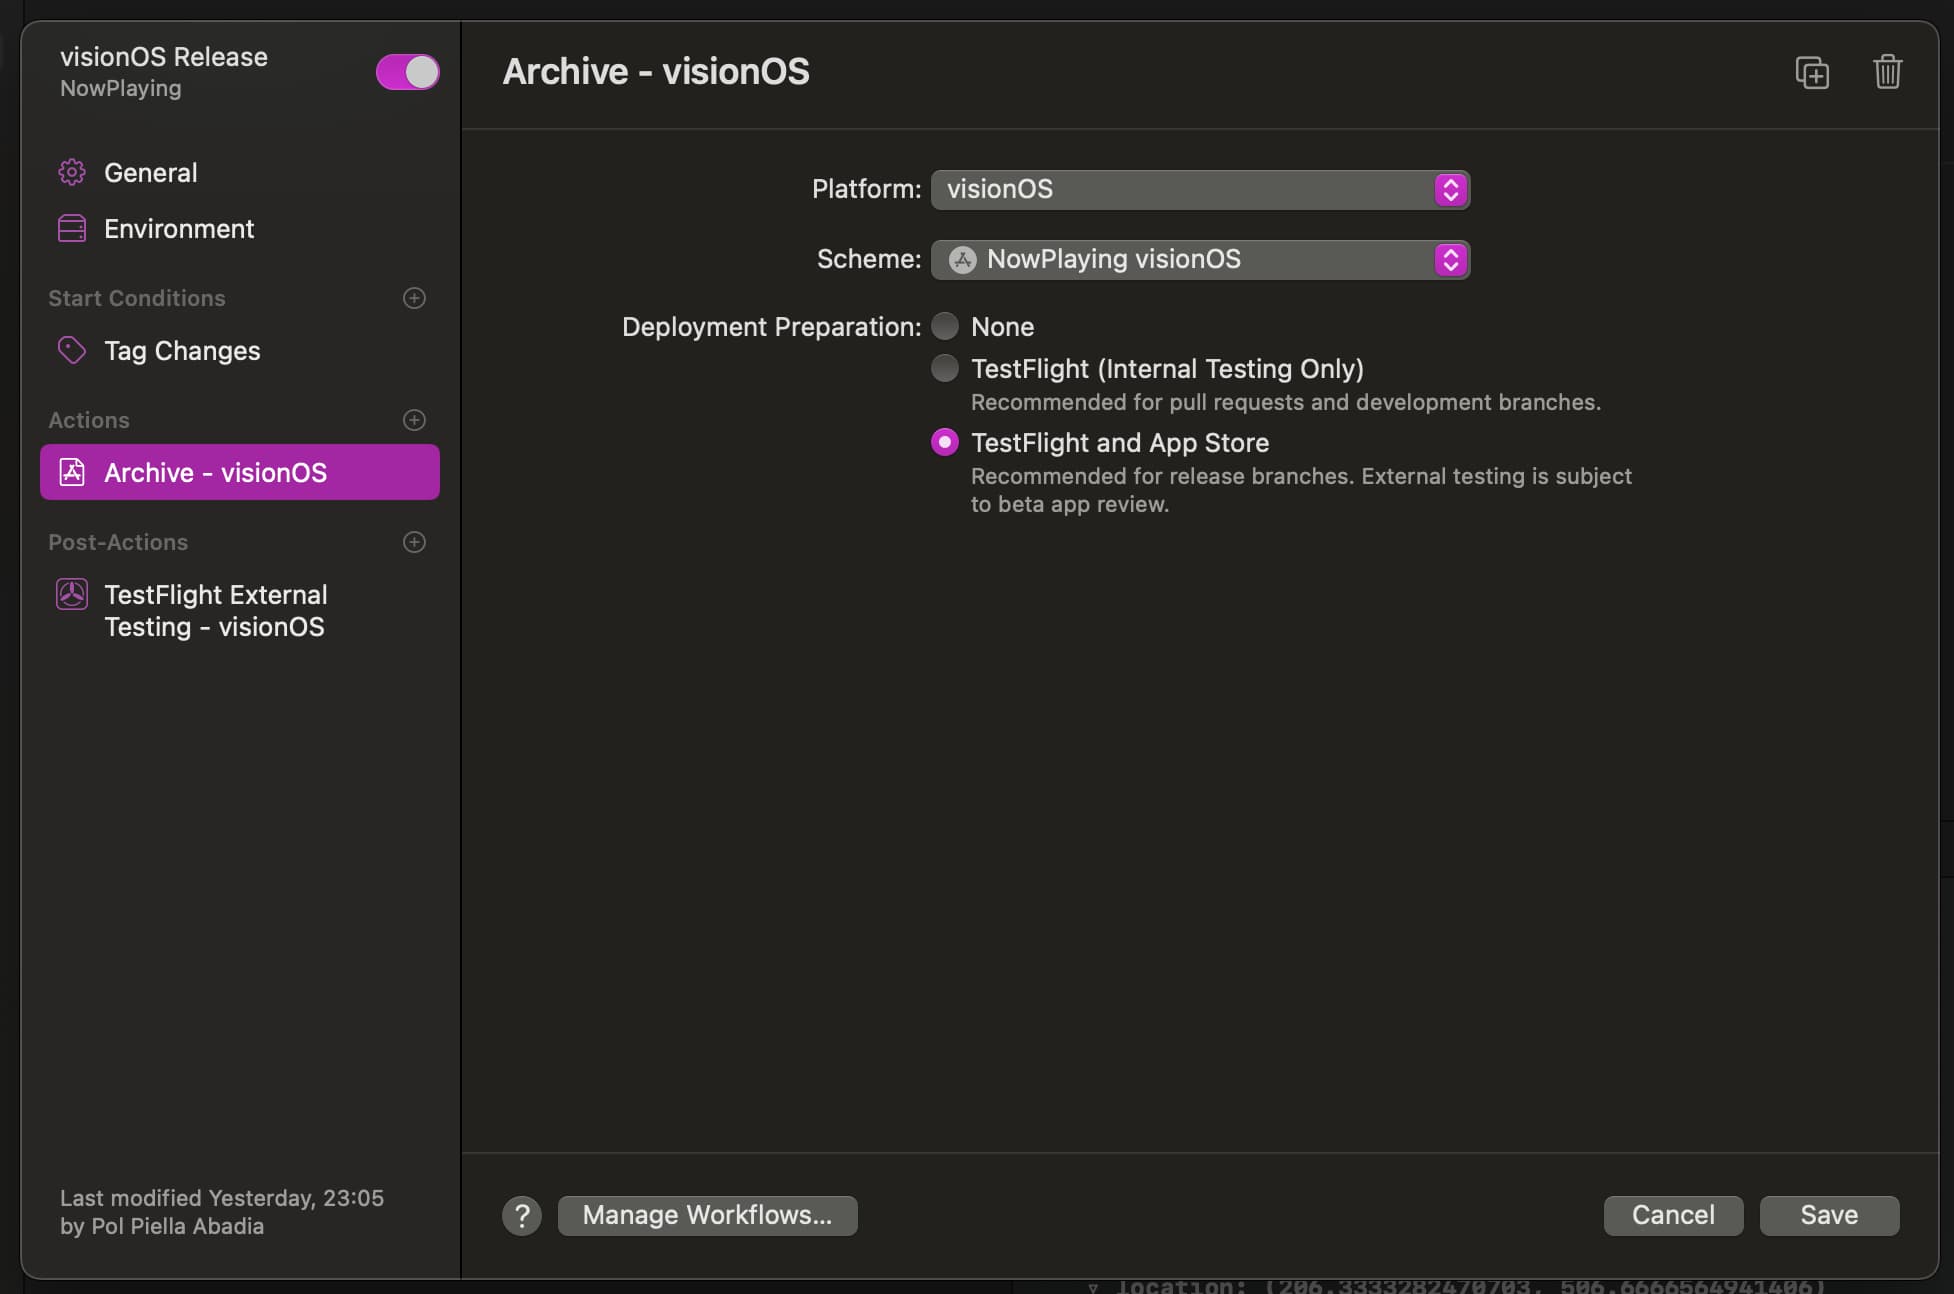 visionOS Release
NowPlaying
General
Environment
Start Conditions
Tag Changes
Actions
Archive - visionOS
Post-Actions
TestFlight External
Testing - visionOS
Last modified Yesterday, 23:05
by Pol Piella Abadia
Archive - visionOS
Platform: visionOS
Scheme: NowPlaying visionOS
Deployment Preparation: None
TestFlight (Internal Testing Only)
Recommended for pull requests and development branches.
TestFlight and App Store
Recommended for release branches. External testing is subject
to beta app review.
? Manage Workflows...
Cancel
Save
location: (206.3333282470703, 506.6666564941406)